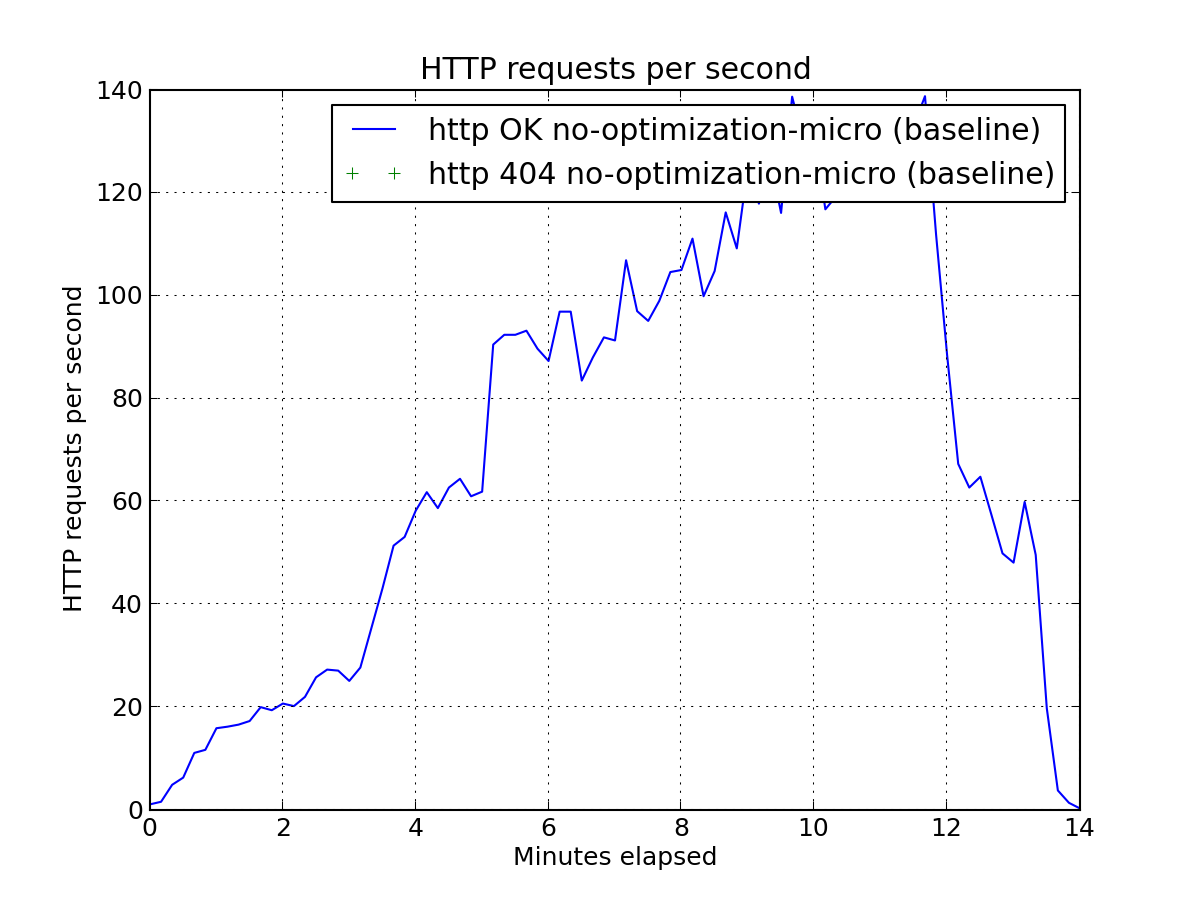 HTTP requests per second
140
http OK no-optimization-micro (baseline)
http 404 no-optimization-micro (baseline)
120
100
80
60
40
20
0
HTTP requests per second
0 2 4 6 8 10 12 14
Minutes elapsed